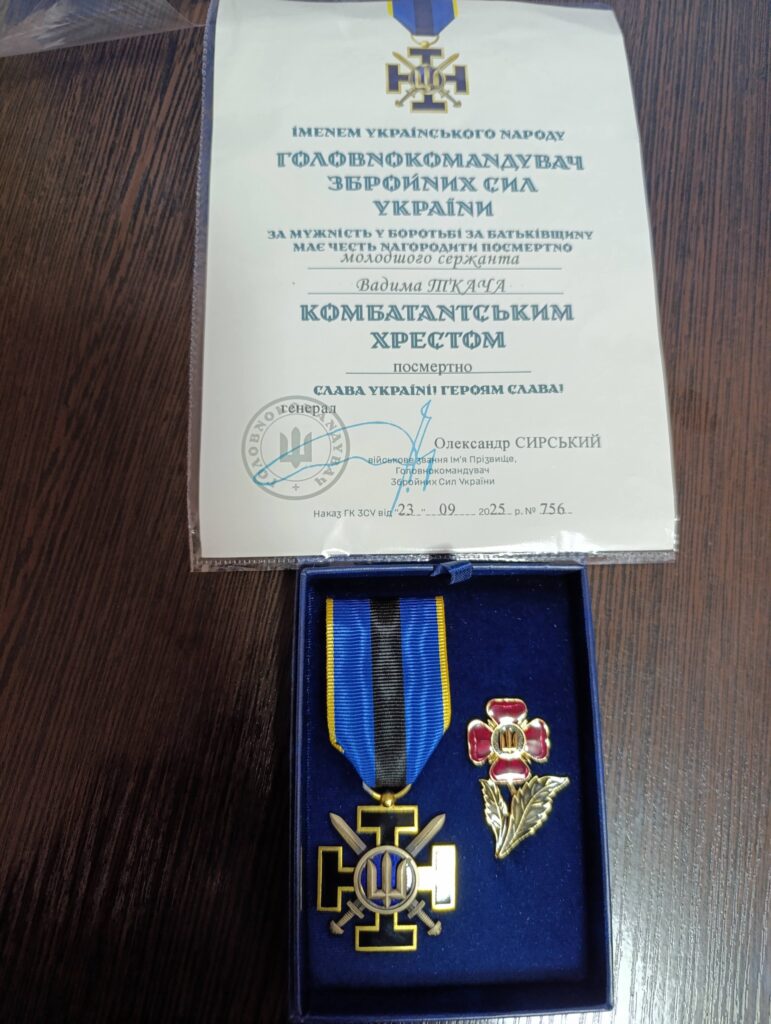 ІМЕНЕМ УКРАЇНСЬКОГО НАРОДУ
ГОЛОВНОКОМАНДУВАЧ
ЗБРОЙНИХ СИЛ
УКРАЇНИ
ЗА МУЖНІСТЬ У БОРОТЬБІ ЗА БАТЬКІВЩИНУ
МАЄ ЧЕСТЬ НАГОРОДИТИ ПОСМЕРТНО
молодшого сержанта
Вадима ТКАЧА
КОМБАТАНТСЬКИМ
ХРЕСТОМ
посмертно
СЛАВА УКРАЇНІ! ГЕРОЯМ СЛАВА!
генерал
ГОЛОВНОКОМАНДУВАЧ
Олександр СИРСЬКИЙ
військове звання Ім'я Прізвище,
Головнокомандувач
Збройних Сил України
Наказ ГК ЗСУ від "23" 09 2025 р. № 756